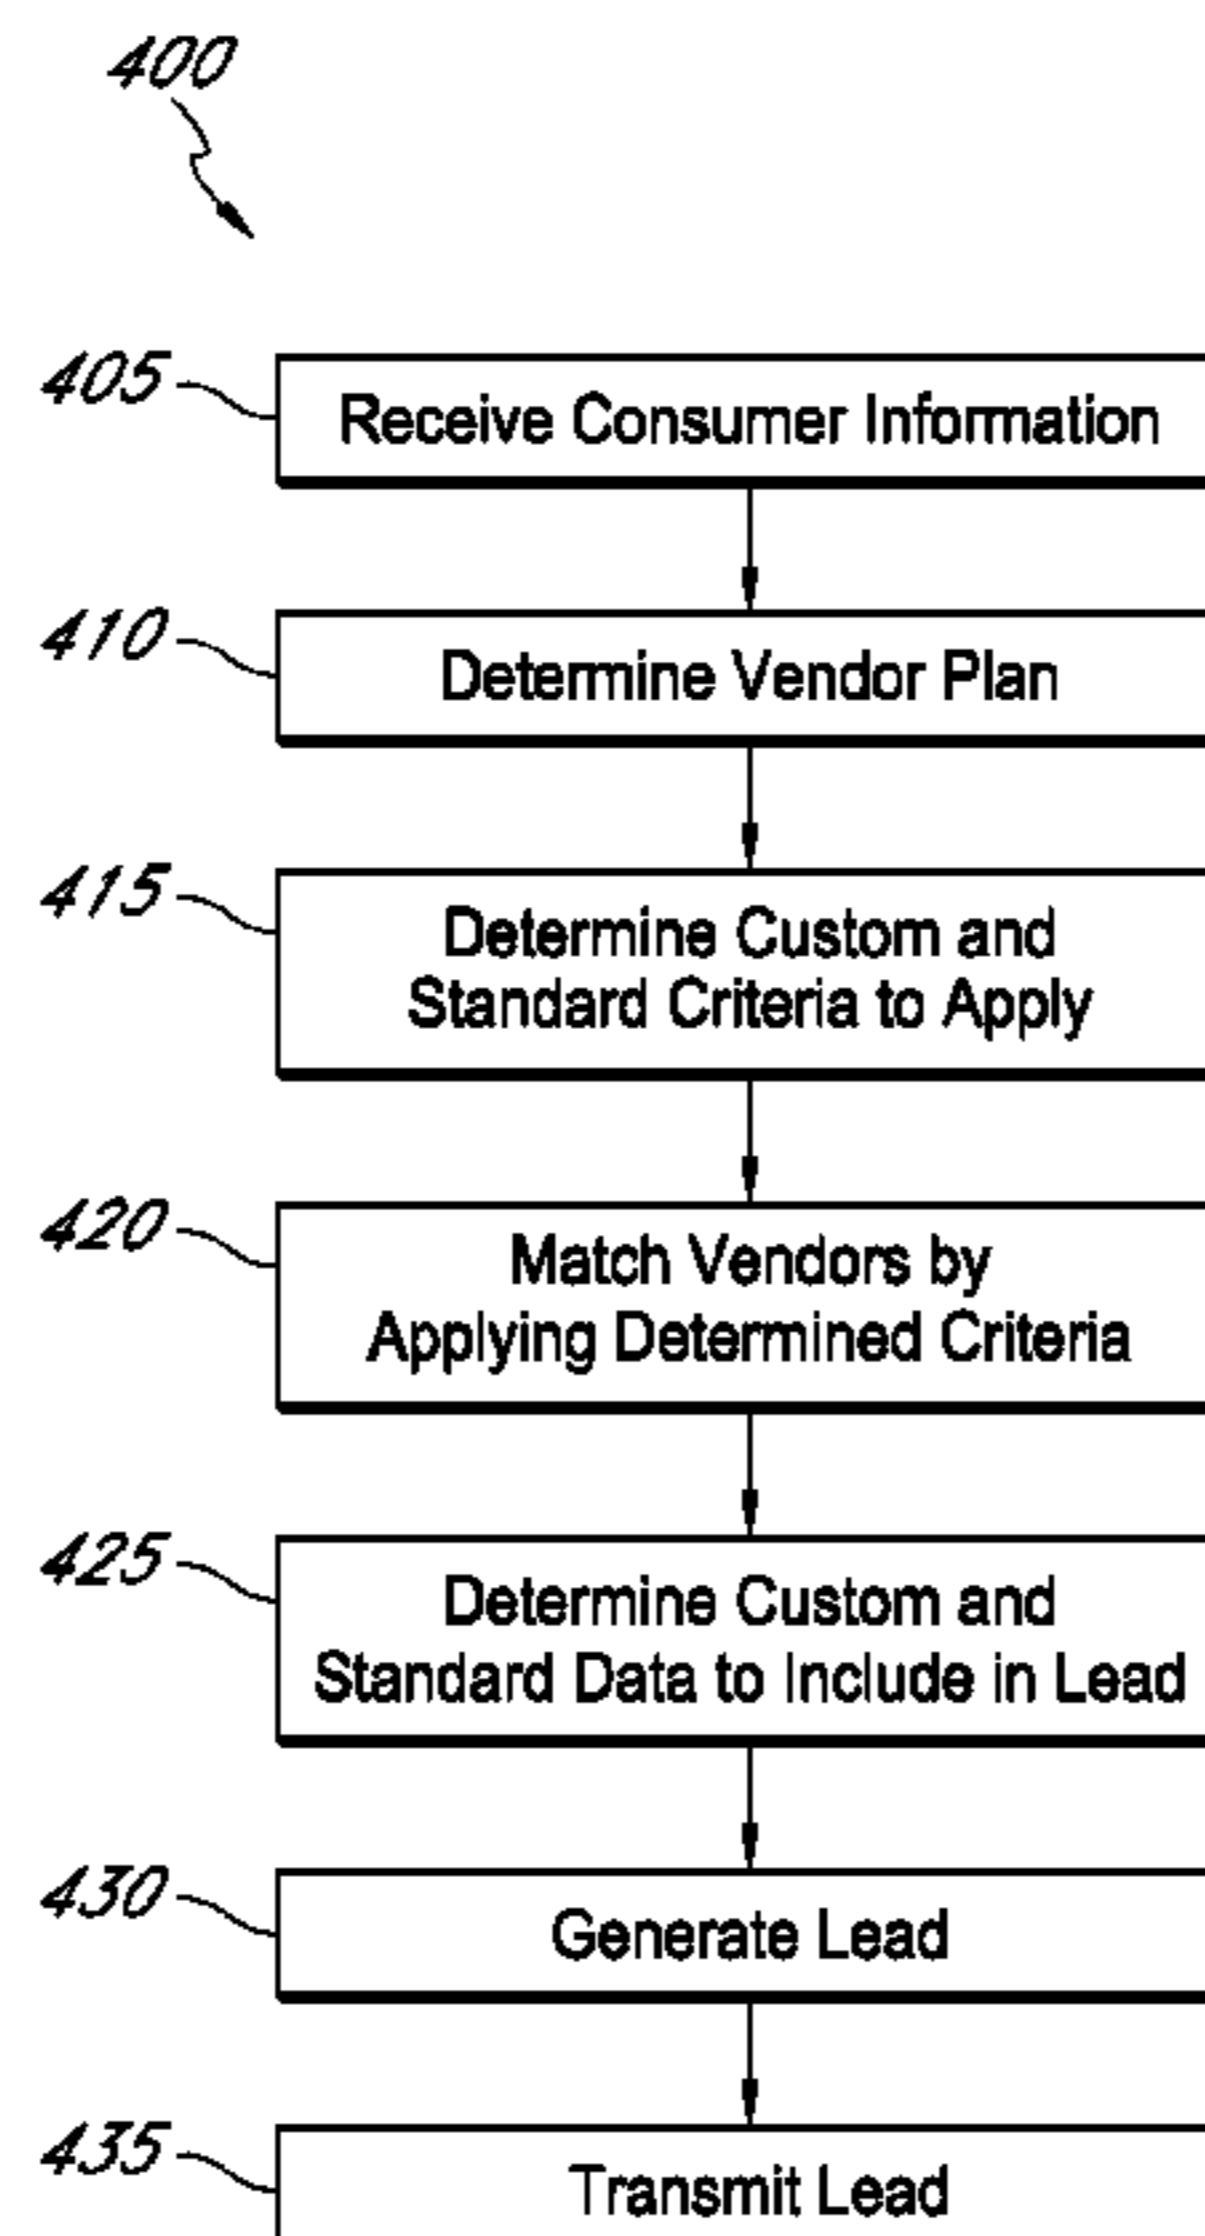 400
405
Receive Consumer Information
410
Determine Vendor Plan
415
Determine Custom and
Standard Criteria to Apply
420
Match Vendors by
Applying Determined Criteria
425
Determine Custom and
Standard Data to Include in Lead
430
Generate Lead
435
Transmit Lead